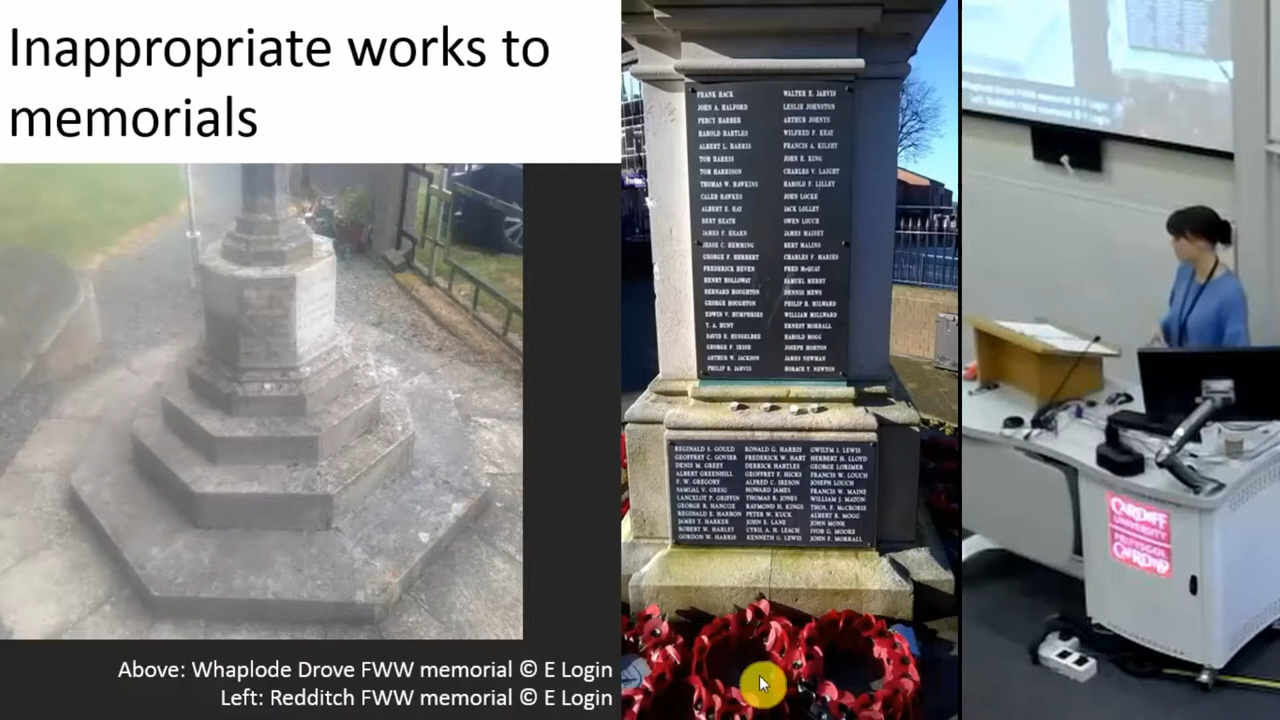 Inappropriate works to
memorials
Above: Whaplode Drove FWW memorial © E Login
Left: Redditch FWW memorial © E Login
FRANK HACK
JOHN A. HALFORD
PERCY HARBER
HAROLD HARTLES
ALBERT L. HARRIS
TOM HARRIS
TOM HARRISON
THOMAS W. HAWKINS
CALEB HAWKES
ALBERT E. HAY
BERT HEATH
JAMES F. HEARN
JESSE C. HEMMING
GEORGE F. HERBERT
FREDERICK HEVEN
HENRY HOLLOWAY
BERNARD HOUGHTON
GEORGE HOUGHTON
EDWIN V. HUMPHRIES
T. A. HUNT
DAVID E. HUSSELBEE
GEORGE F. IRISH
ARTHUR W. JACKSON
PHILIP B. JARVIS
WALTER E. JARVIS
LESLIE JOHNSTON
ARTHUR JOHNYS
WILFRED F. KEAY
FRANCIS A. KILSBY
JOHN E. KING
CHARLES V. LAIGHT
HAROLD F. LILLEY
JOHN LOCKE
JACK LOLLEY
OWEN LOUCH
JAMES MAISEY
BERT MALINS
CHARLES F. MARIES
FRED McQUAY
SAMUEL MERRY
DENNIS MEWS
PHILIP H. MILWARD
WILLIAM MILLWARD
ERNEST MORRALL
HAROLD MOGG
JOSEPH MORTON
JAMES NEWMAN
HORACE T. NEWTON
REGINALD S. GOULD
GEOFFREY C. GOVIER
DENIS M. GREEY
ALBERT GREENHILL
F. W. GREGORY
SAMUAL V. GREIG
LANCELOT P. GRIFFIN
GEORGE R. HANCOX
REGINALD E. HARBON
JAMES T. HARKER
ROBERT W. HARLEY
GORDON W. HARRIS
RONALD G. HARRIS
FREDERICK W. HART
DERRICK HARTLES
GEOFFREY F. HICKS
ALFRED C. IRESON
HOWARD JAMES
THOMAS B. JONES
RAYMOND H. KINGS
PETER W. KUCK
JOHN E. LANE
CYRIL A. H. LEACH
KENNETH G. LEWIS
GWILYM I. LEWIS
HERBERT H. LLOYD
GEORGE LORIMER
FRANCIS W. LOUCH
JOSEPH LOUCH
FRANCIS W. MAINE
WILLIAM J. MATON
THOS. F. McCRORIE
ALBERT R. MOGG
JOHN MONK
IVOR G. MOORE
JOHN F. MORRALL
CARDIFF
UNIVERSITY
PRIFYSGOL
CAERDYDD